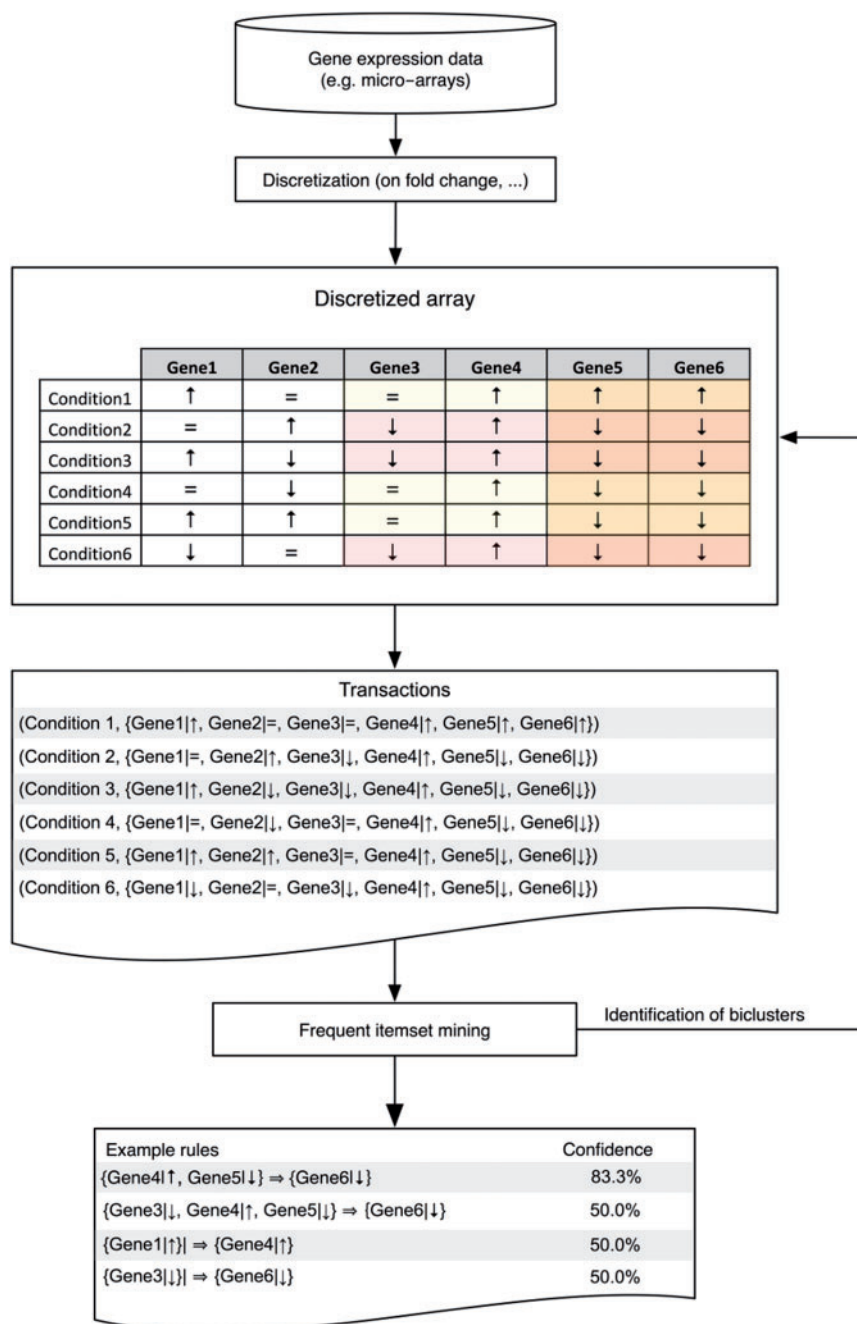 Gene expression data
(e.g. micro-arrays)
Discretization (on fold change, ...)
Discretized array
Gene1 Gene2 Gene3 Gene4 Gene5 Gene6
Condition1 ↑ = = ↑ ↑ ↑
Condition2 = ↑ ↓ ↑ ↓ ↓
Condition3 ↑ ↓ ↓ ↑ ↓ ↓
Condition4 = ↓ = ↑ ↓ ↓
Condition5 ↑ ↑ = ↑ ↓ ↓
Condition6 ↓ = ↓ ↑ ↓ ↓
Transactions
(Condition 1, {Gene1|↑, Gene2|=, Gene3|=, Gene4|↑, Gene5|↑, Gene6|↑})
(Condition 2, {Gene1|=, Gene2|↑, Gene3|↓, Gene4|↑, Gene5|↓, Gene6|↓})
(Condition 3, {Gene1|↑, Gene2|↓, Gene3|↓, Gene4|↑, Gene5|↓, Gene6|↓})
(Condition 4, {Gene1|=, Gene2|↓, Gene3|=, Gene4|↑, Gene5|↓, Gene6|↓})
(Condition 5, {Gene1|↑, Gene2|↑, Gene3|=, Gene4|↑, Gene5|↓, Gene6|↓})
(Condition 6, {Gene1|↓, Gene2|=, Gene3|↓, Gene4|↑, Gene5|↓, Gene6|↓})
Frequent itemset mining
Identification of biclusters
Example rules Confidence
{Gene4|↑, Gene5|↓} ⇒ {Gene6|↓} 83.3%
{Gene3|↓, Gene4|↑, Gene5|↓} ⇒ {Gene6|↓} 50.0%
{Gene1|↑}| ⇒ {Gene4|↑} 50.0%
{Gene3|↓}| ⇒ {Gene6|↓} 50.0%